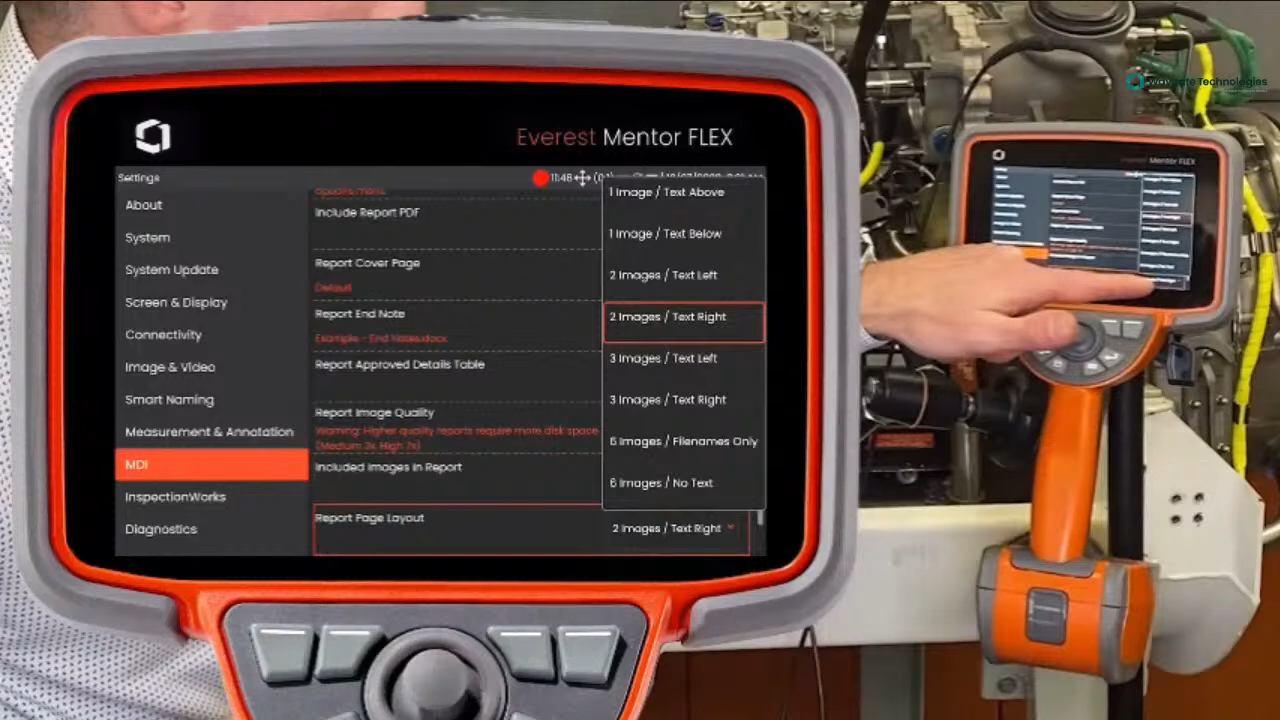 Waygate Technologies
Everest Mentor FLEX
Settings
11:48
About
System
System Update
Screen & Display
Connectivity
Image & Video
Smart Naming
Measurement & Annotation
MDI
InspectionWorks
Diagnostics
Include Report PDF
Report Cover Page
Default
Report End Note
Example - End Notes.docx
Report Approved Details Table
Report Image Quality
Warning: Higher quality reports require more disk space
(Medium 3x, High 7x)
Included Images in Report
Report Page Layout
2 Images / Text Right
1 Image / Text Above
1 Image / Text Below
2 Images / Text Left
2 Images / Text Right
3 Images / Text Left
3 Images / Text Right
6 Images / Filenames Only
6 Images / No Text
Mentor FLEX